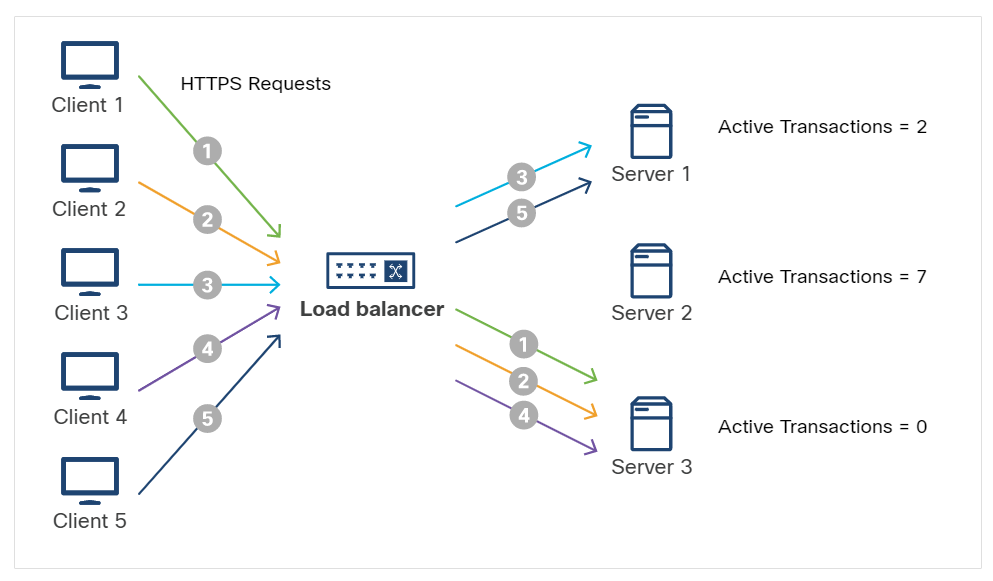 Client 1
HTTPS Requests
1
Client 2
2
Client 3
3
Client 4
4
Client 5
5
Load balancer
3
5
Server 1
Active Transactions = 2
Server 2
Active Transactions = 7
1
2
4
Server 3
Active Transactions = 0